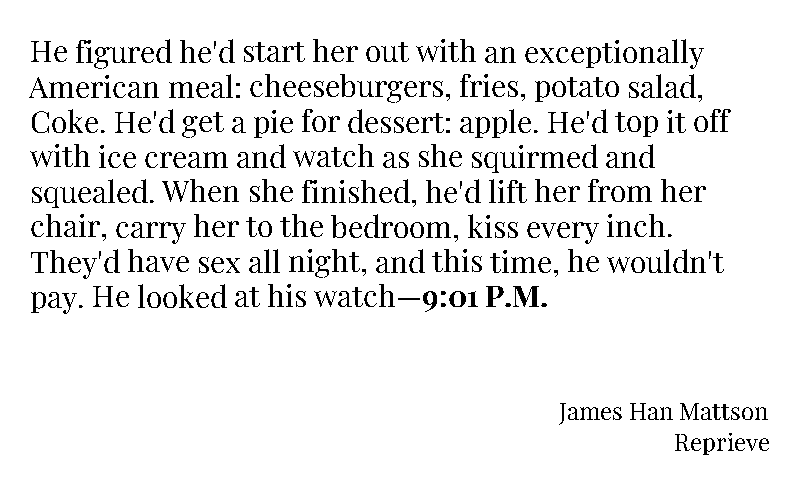 He figured he'd start her out with an exceptionally
American meal: cheeseburgers, fries, potato salad,
Coke. He'd get a pie for dessert: apple. He'd top it off
with ice cream and watch as she squirmed and
squealed. When she finished, he'd lift her from her
chair, carry her to the bedroom, kiss every inch.
They'd have sex all night, and this time, he wouldn't
pay. He looked at his watch—9:01 P.M.
James Han Mattson
Reprieve